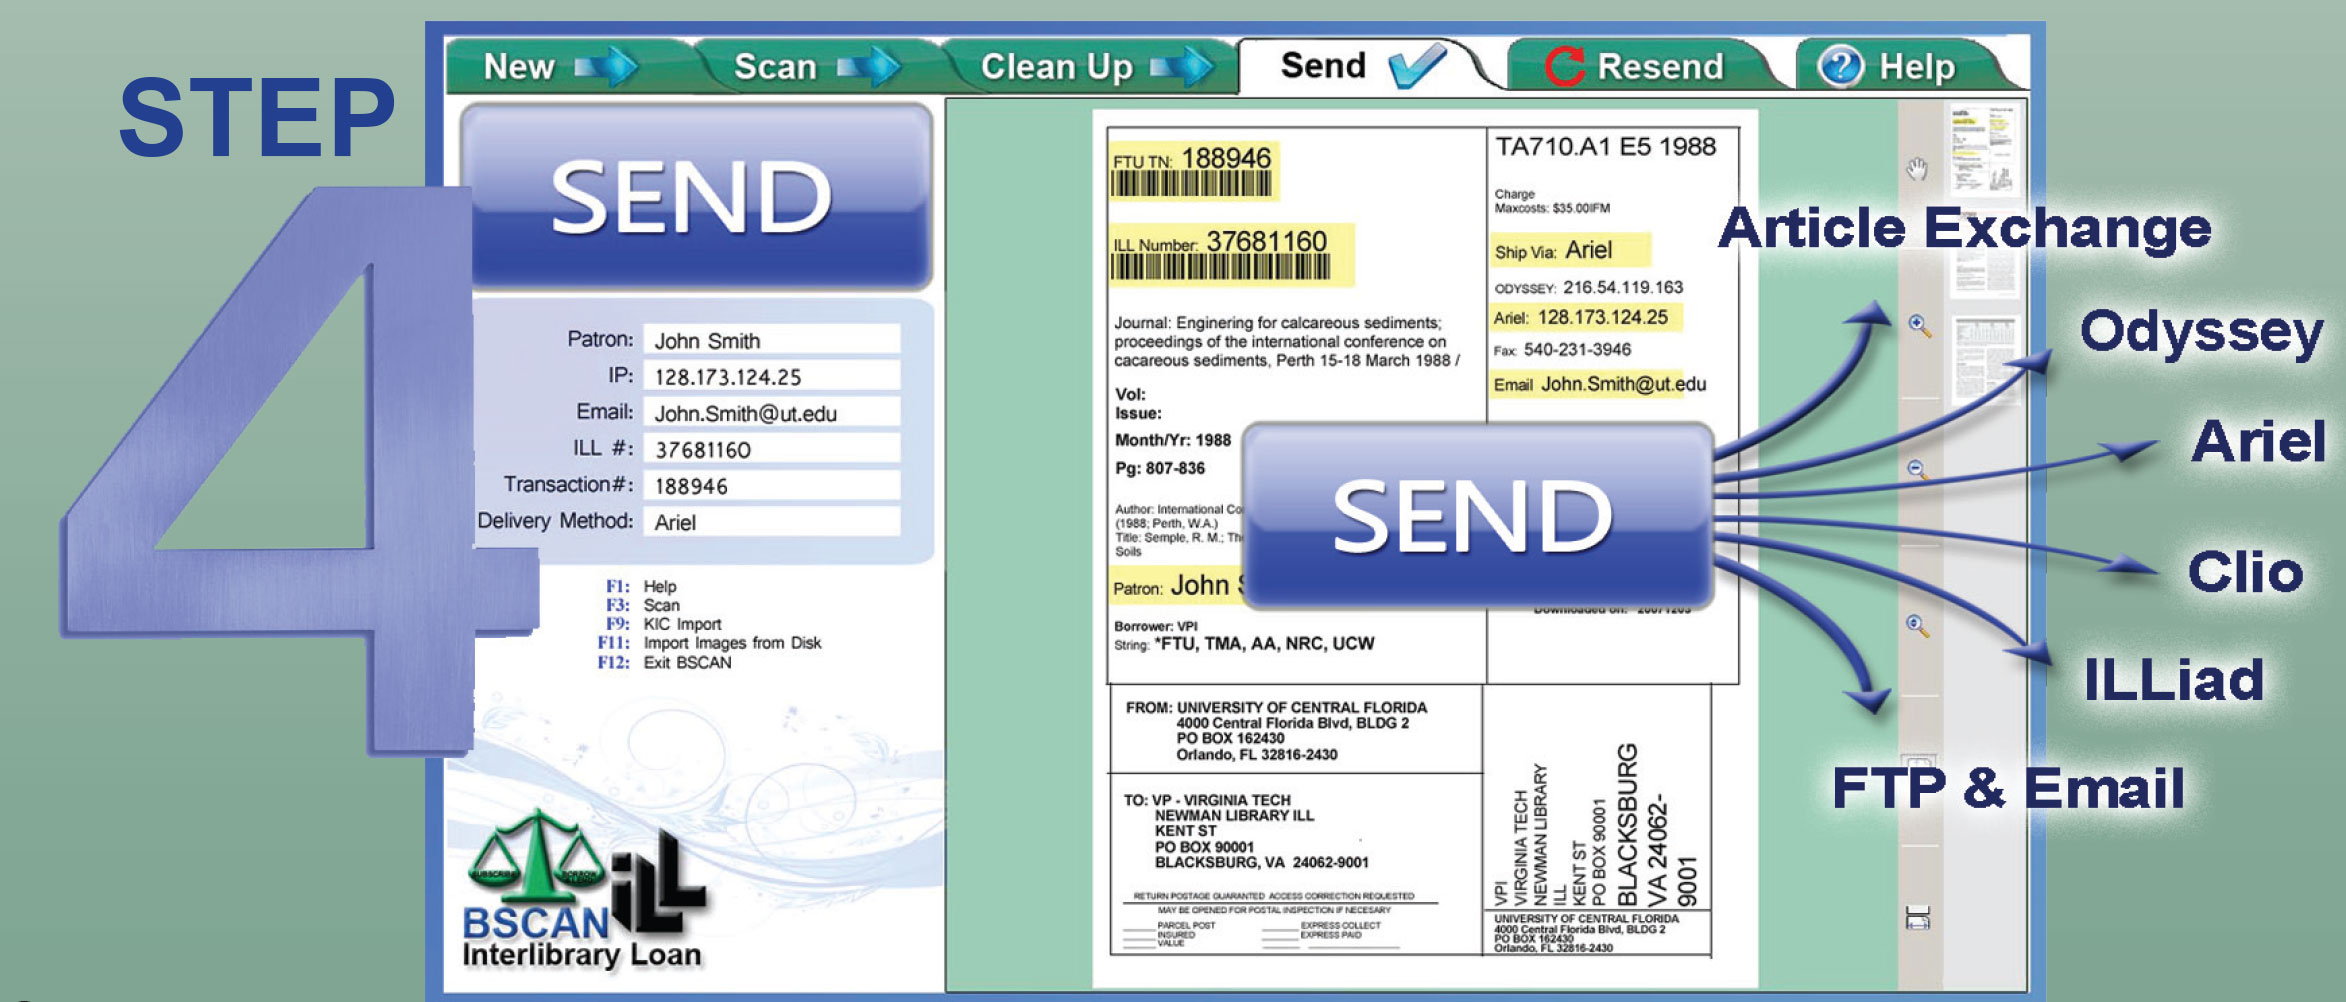 STEP
4
New
Scan
Clean Up
Send
Resend
Help
SEND
Patron: John Smith
IP: 128.173.124.25
Email: John.Smith@ut.edu
ILL #: 37681160
Transaction#: 188946
Delivery Method: Ariel
F1: Help
F3: Scan
F9: KIC Import
F11: Import Images from Disk
F12: Exit BSCAN
SUBSCRIBE
BORROW
BSCAN ILL
Interlibrary Loan
FTU TN: 188946
ILL Number: 37681160
Journal: Enginering for calcareous sediments;
proceedings of the international conference on
cacareous sediments, Perth 15-18 March 1988 /
Vol:
Issue:
Month/Yr: 1988
Pg: 807-836
Author: International Co
(1988; Perth, W.A.)
Title: Semple, R. M.; Th
Soils
Patron: John S
Borrower: VPI
String: *FTU, TMA, AA, NRC, UCW
TA710.A1 E5 1988
Charge
Maxcosts: $35.00IFM
Ship Via: Ariel
ODYSSEY: 216.54.119.163
Ariel: 128.173.124.25
Fax: 540-231-3946
Email John.Smith@ut.edu
SEND
Downloaded on: 20071203
FROM: UNIVERSITY OF CENTRAL FLORIDA
4000 Central Florida Blvd, BLDG 2
PO BOX 162430
Orlando, FL 32816-2430
TO: VP - VIRGINIA TECH
NEWMAN LIBRARY ILL
KENT ST
PO BOX 90001
BLACKSBURG, VA 24062-9001
RETURN POSTAGE GUARANTED ACCESS CORRECTION REQUESTED
MAY BE OPENED FOR POSTAL INSPECTION IF NECESARY
PARCEL POST
INSURED
VALUE
EXPRESS COLLECT
EXPRESS PAID
VPI
VIRGINIA TECH
NEWMAN LIBRARY
ILL
KENT ST
PO BOX 90001
BLACKSBURG
VA 24062-
9001
UNIVERSITY OF CENTRAL FLORIDA
4000 Central Florida Blvd, BLDG 2
PO BOX 162430
Orlando, FL 32816-2430
Article Exchange
Odyssey
Ariel
Clio
ILLiad
FTP & Email